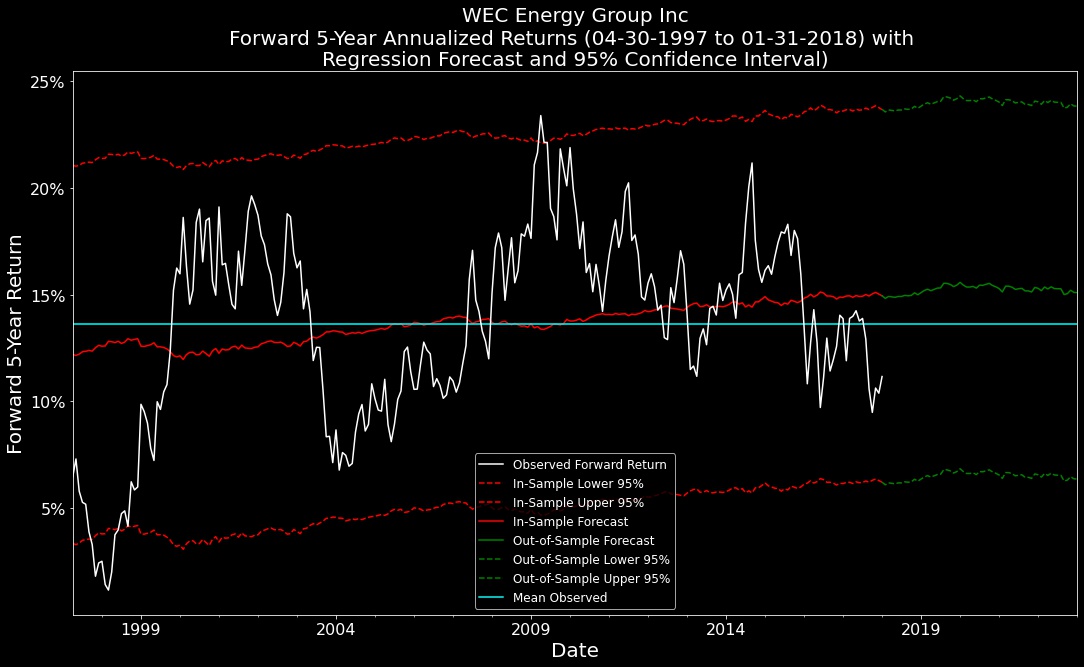 WEC Energy Group Inc
Forward 5-Year Annualized Returns (04-30-1997 to 01-31-2018) with
Regression Forecast and 95% Confidence Interval)
25%
20%
15%
10%
5%
Forward 5-Year Return
Observed Forward Return
In-Sample Lower 95%
In-Sample Upper 95%
In-Sample Forecast
Out-of-Sample Forecast
Out-of-Sample Lower 95%
Out-of-Sample Upper 95%
Mean Observed
1999
2004
2009
2014
2019
Date